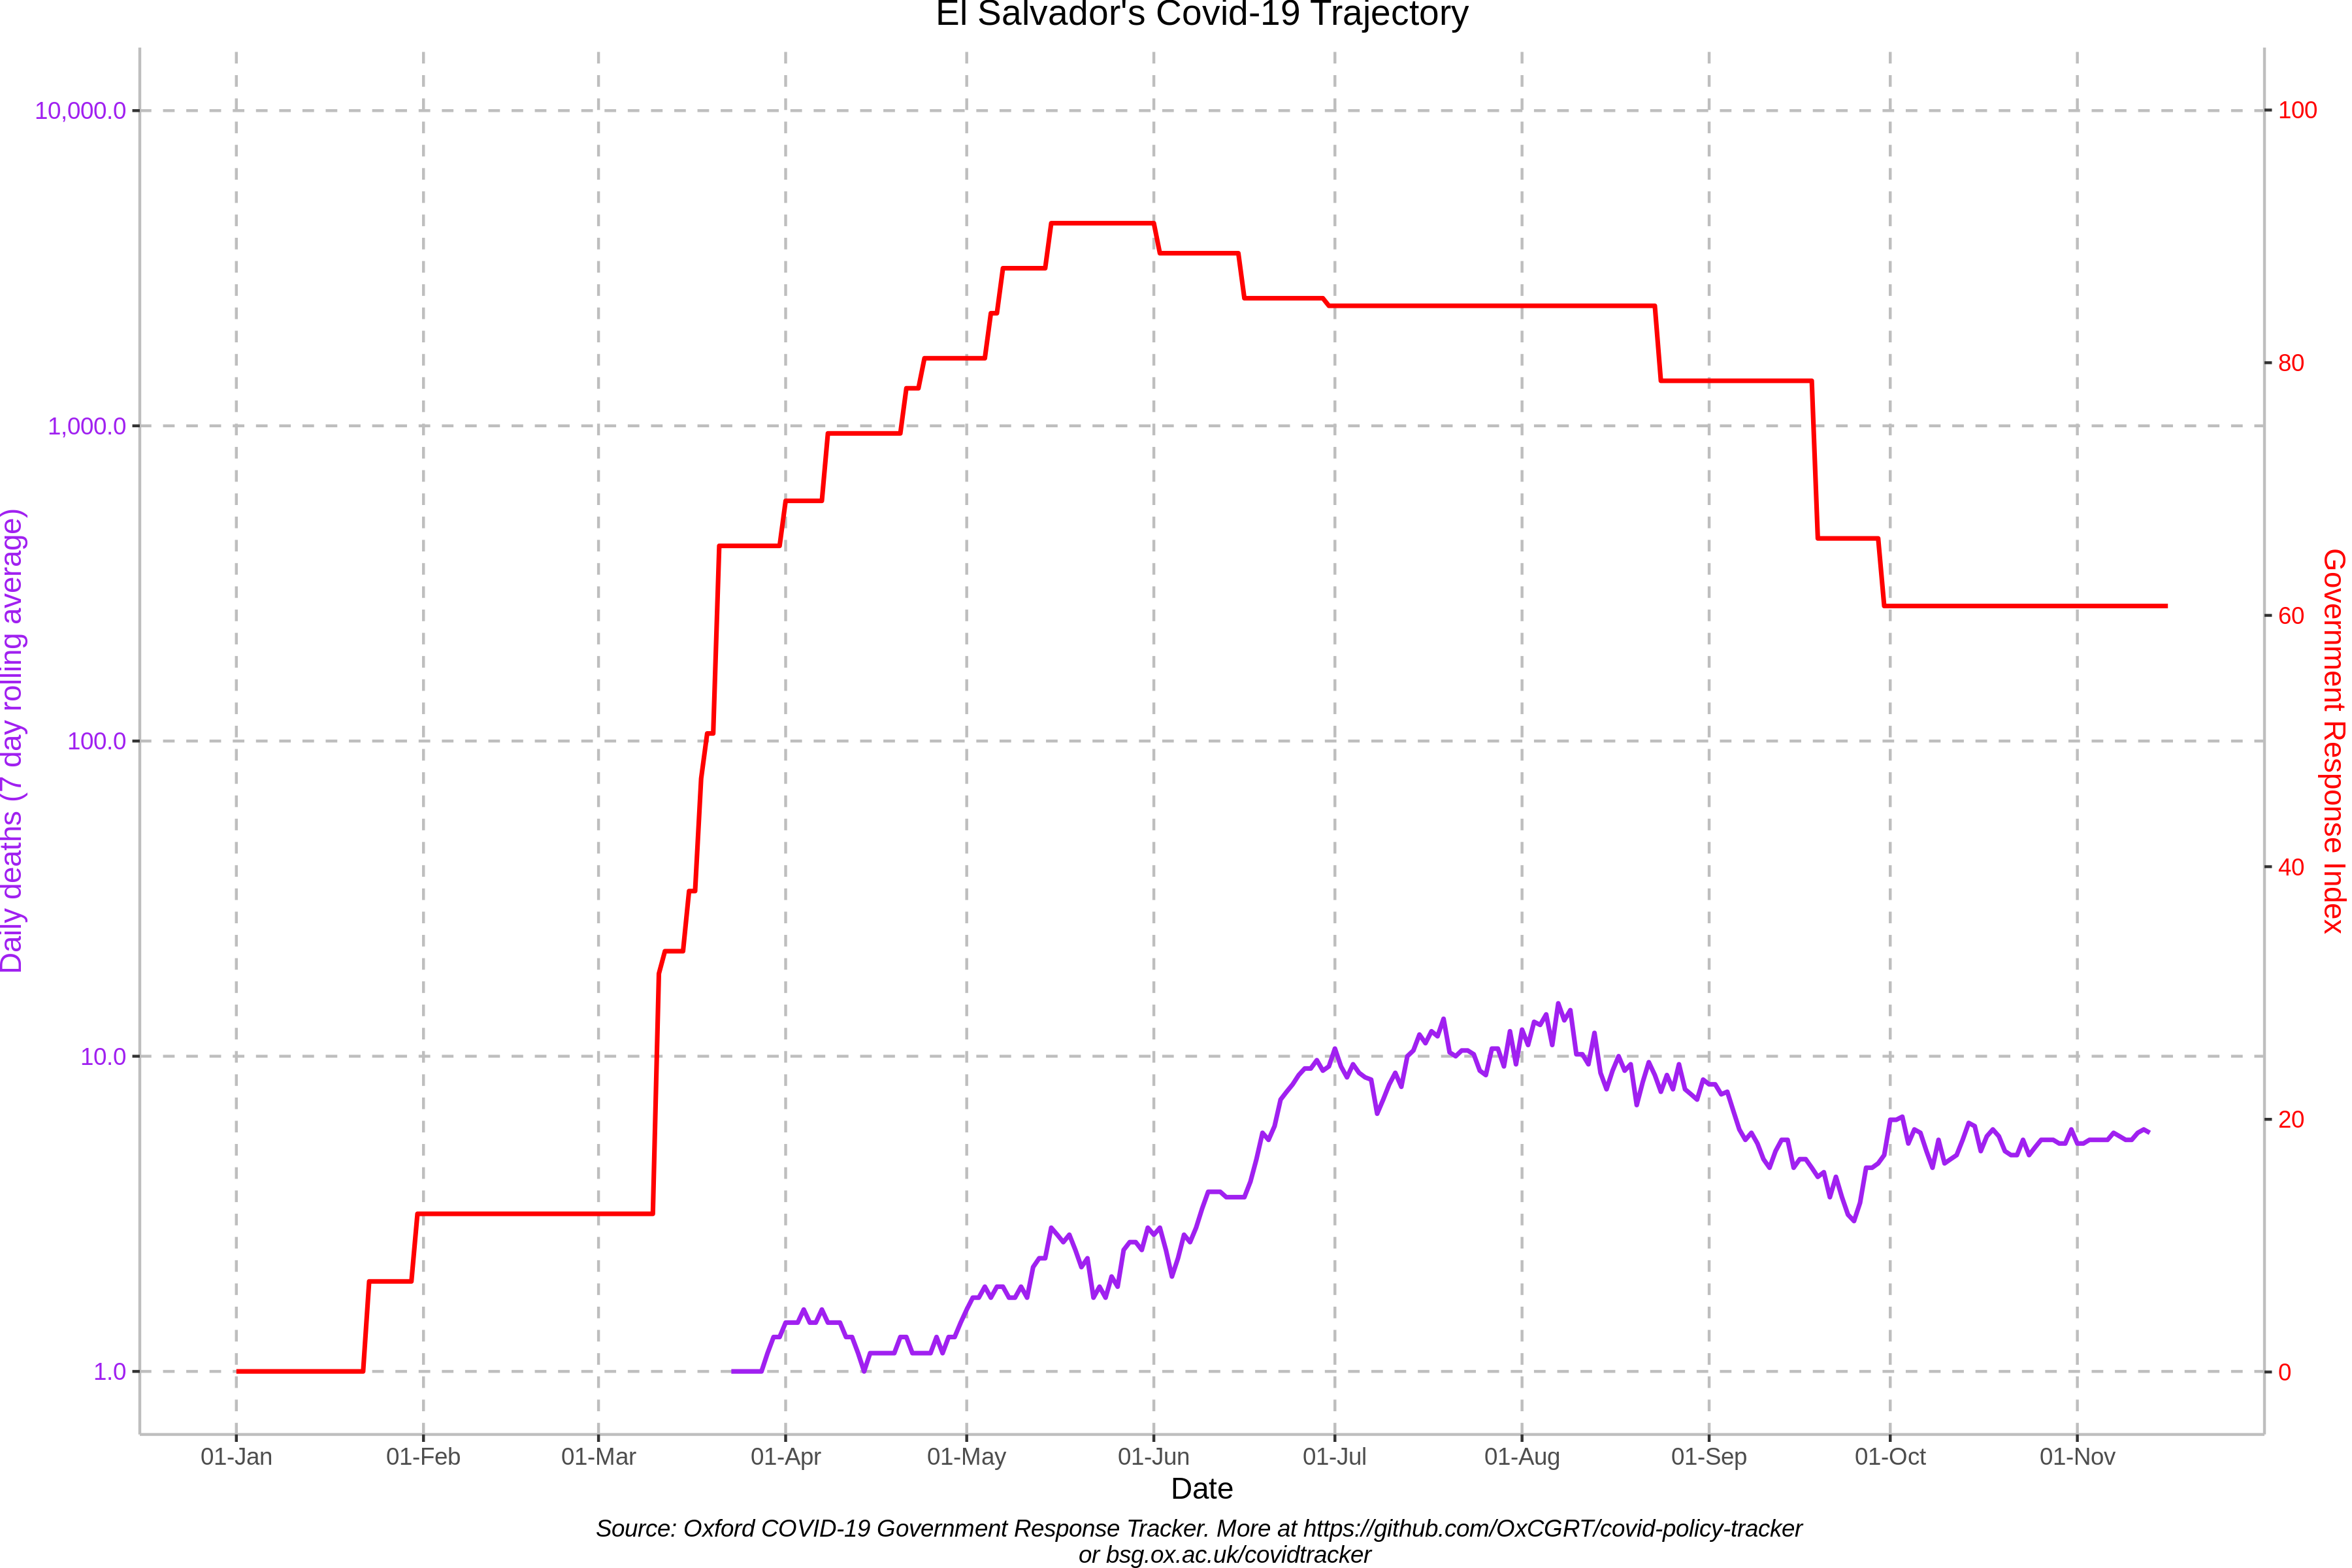 El Salvador's Covid-19 Trajectory
Daily deaths (7 day rolling average)
10,000.0
1,000.0
100.0
10.0
1.0
100
80
60
40
20
0
Government Response Index
01-Jan 01-Feb 01-Mar 01-Apr 01-May 01-Jun 01-Jul 01-Aug 01-Sep 01-Oct 01-Nov
Date
Source: Oxford COVID-19 Government Response Tracker. More at https://github.com/OxCGRT/covid-policy-tracker
or bsg.ox.ac.uk/covidtracker